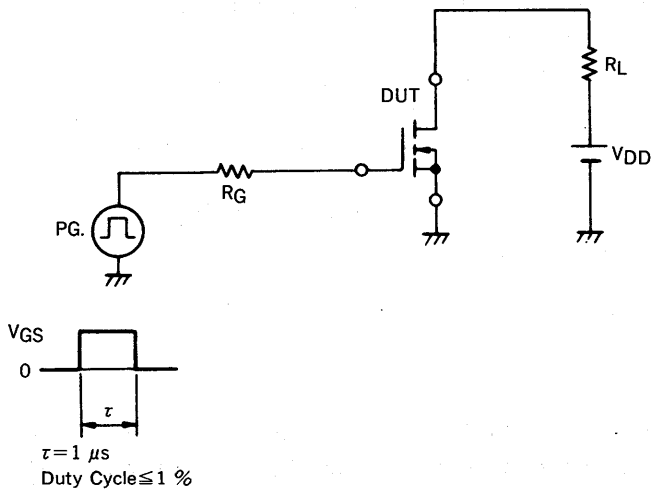 DUT
RL
VDD
RG
PG.
VGS
0
τ
τ=1 μs
Duty Cycle≦1 %